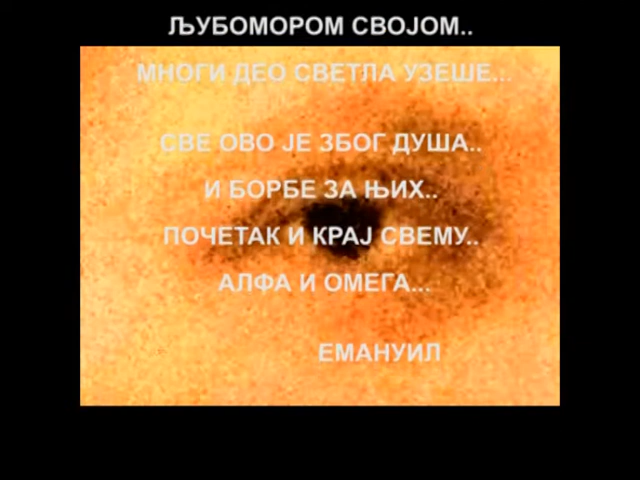 ЉУБОМОРОМ СВОЈОМ..
МНОГИ ДЕО СВЕТЛА УЗЕШЕ...
СВЕ ОВО ЈЕ ЗБОГ ДУША..
И БОРБЕ ЗА ЊИХ..
ПОЧЕТАК И КРАЈ СВЕМУ..
АЛФА И ОМЕГА...
ЕМАНУИЛ